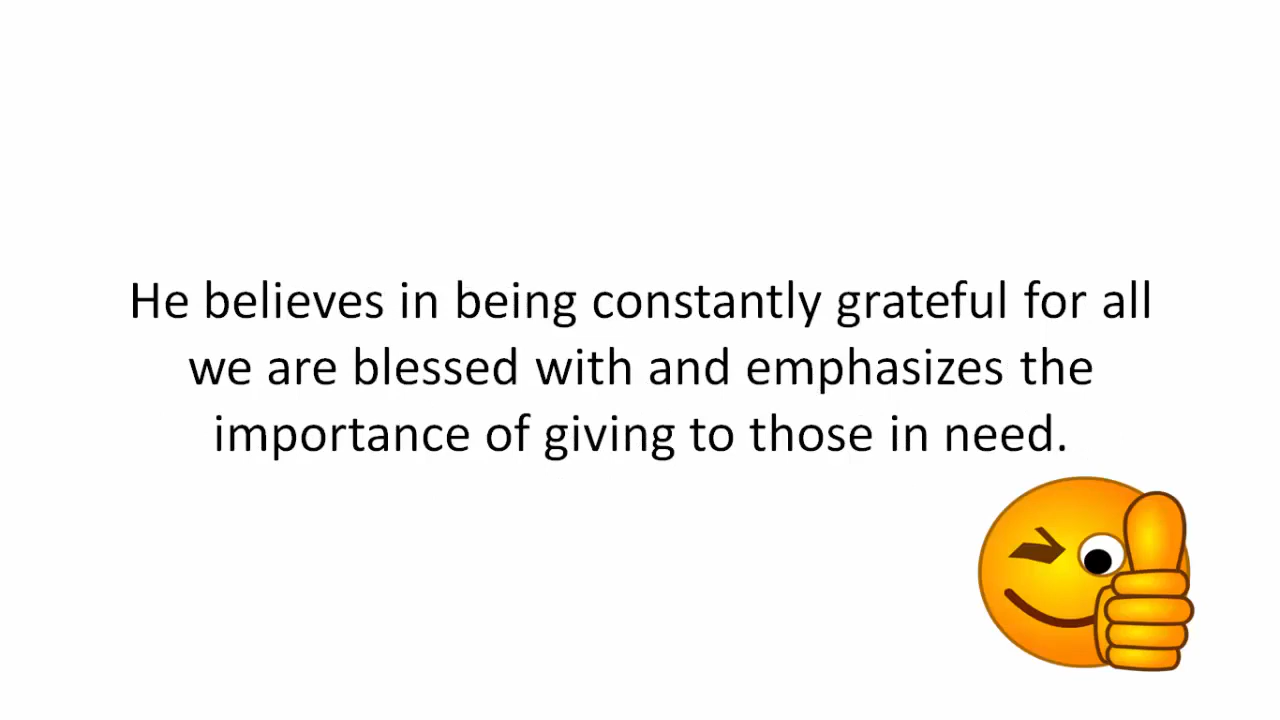 He believes in being constantly grateful for all
we are blessed with and emphasizes the
importance of giving to those in need.